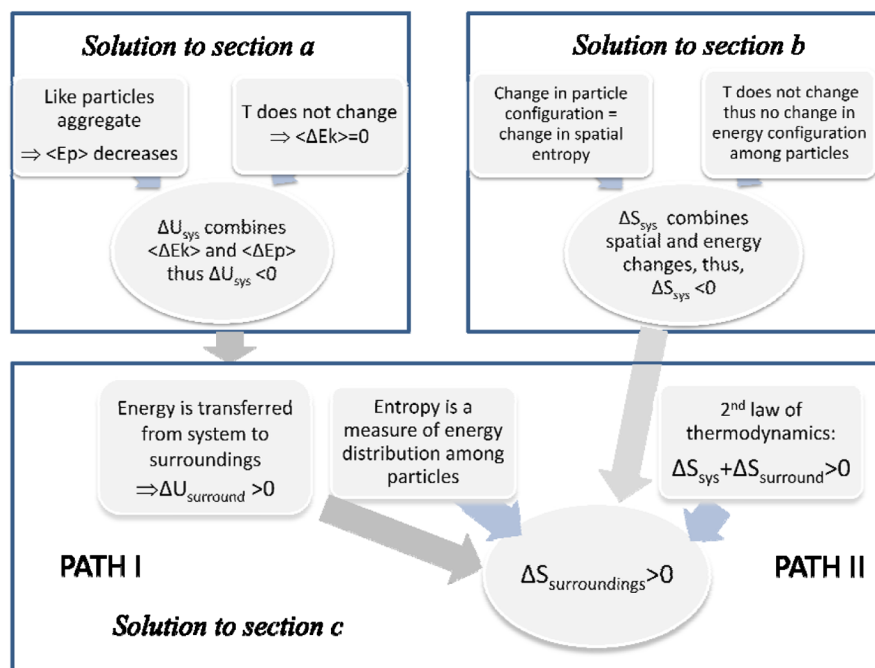 Solution to section a
Like particles
aggregate
⇒ <Ep> decreases
T does not change
⇒ <ΔEk>=0
ΔUsys combines
<ΔEk> and <ΔEp>
thus ΔUsys <0
Solution to section b
Change in particle
configuration =
change in spatial
entropy
T does not change
thus no change in
energy configuration
among particles
ΔSsys combines
spatial and energy
changes, thus,
ΔSsys <0
Energy is transferred
from system to
surroundings
⇒ΔUsurround >0
Entropy is a
measure of energy
distribution among
particles
2nd law of
thermodynamics:
ΔSsys+ΔSsurround>0
PATH I
ΔSsurroundings>0
PATH II
Solution to section c